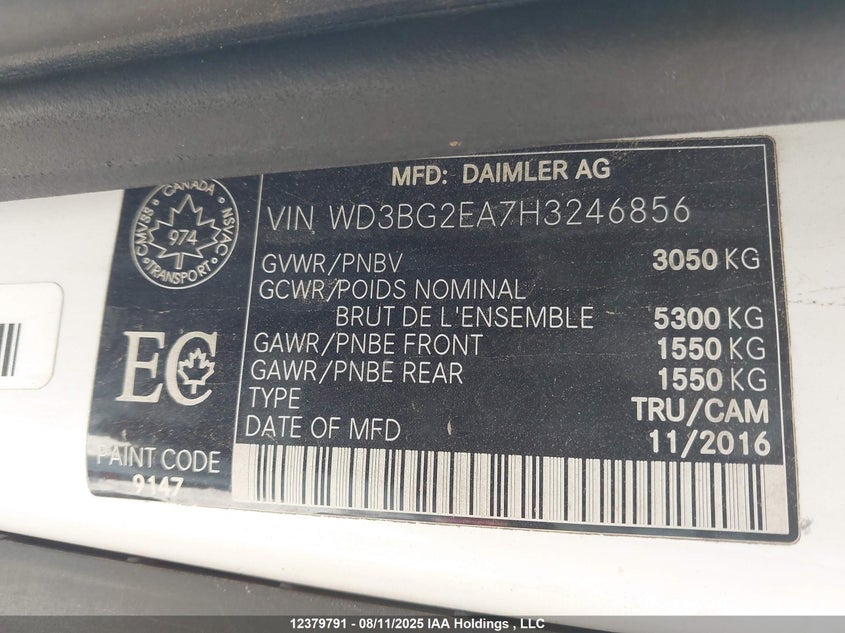 MFD: DAIMLER AG
CANADA
CMVSS
974
NSVAC
TRANSPORT
VIN WD3BG2EA7H3246856
GVWR/PNBV 3050 KG
GCWR/POIDS NOMINAL
BRUT DE L'ENSEMBLE 5300 KG
GAWR/PNBE FRONT 1550 KG
GAWR/PNBE REAR 1550 KG
TYPE TRU/CAM
DATE OF MFD 11/2016
EC
PAINT CODE
9147
12379791 - 08/11/2025 IAA Holdings , LLC